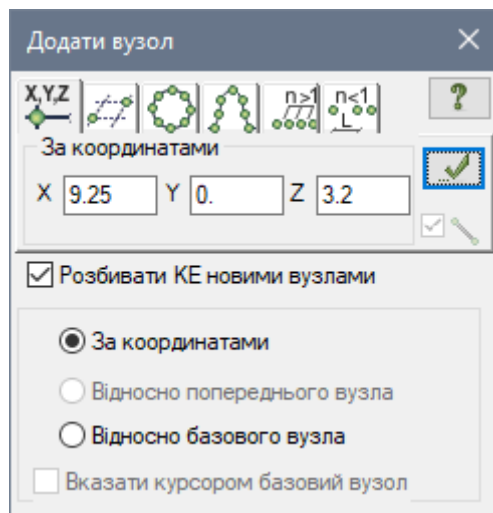 Додати вузол
X,Y,Z
n>1
n<1
L
?
За координатами
X 9.25 Y 0. Z 3.2
Розбивати КЕ новими вузлами
За координатами
Відносно попереднього вузла
Відносно базового вузла
Вказати курсором базовий вузол